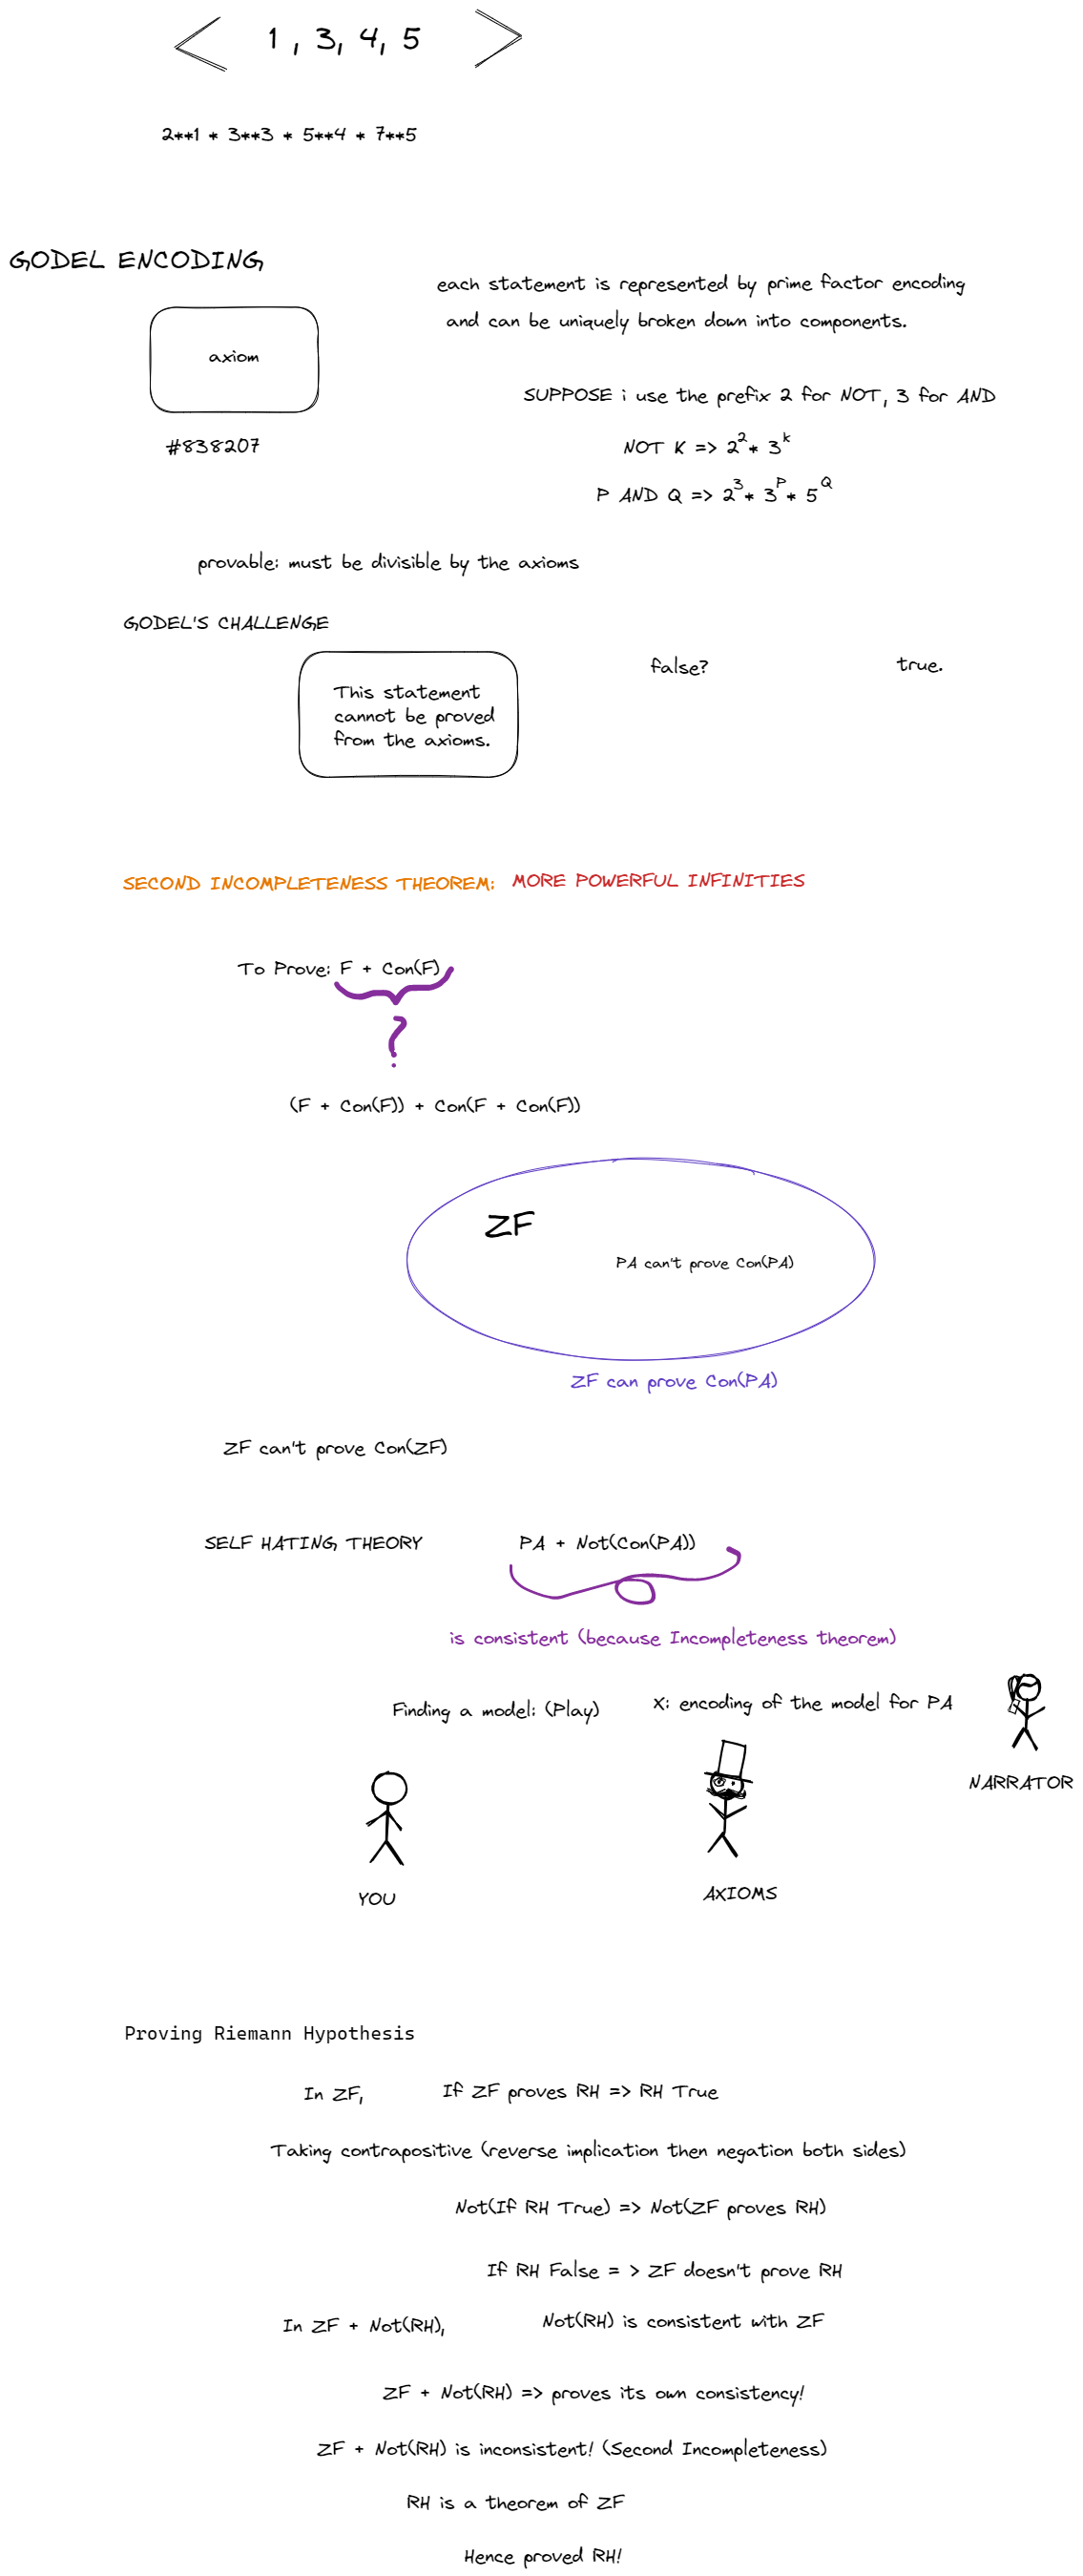 1 , 3, 4, 5
2**1 * 3**3 * 5**4 * 7**5
GODEL ENCODING
each statement is represented by prime factor encoding
and can be uniquely broken down into components.
axiom
SUPPOSE i use the prefix 2 for NOT, 3 for AND
#838207
NOT K => 2^2 * 3^k
P AND Q => 2^3 * 3^P * 5^Q
provable: must be divisible by the axioms
GODEL'S CHALLENGE
This statement
cannot be proved
from the axioms.
false?
true.
SECOND INCOMPLETENESS THEOREM: MORE POWERFUL INFINITIES
To Prove: F + Con(F)
?
(F + Con(F)) + Con(F + Con(F))
ZF
PA can't prove Con(PA)
ZF can prove Con(PA)
ZF can't prove Con(ZF)
SELF HATING THEORY
PA + Not(Con(PA))
is consistent (because Incompleteness theorem)
Finding a model: (Play)
X: encoding of the model for PA
NARRATOR
YOU
AXIOMS
Proving Riemann Hypothesis
In ZF,
If ZF proves RH => RH True
Taking contrapositive (reverse implication then negation both sides)
Not(If RH True) => Not(ZF proves RH)
If RH False = > ZF doesn't prove RH
In ZF + Not(RH),
Not(RH) is consistent with ZF
ZF + Not(RH) => proves its own consistency!
ZF + Not(RH) is inconsistent! (Second Incompleteness)
RH is a theorem of ZF
Hence proved RH!